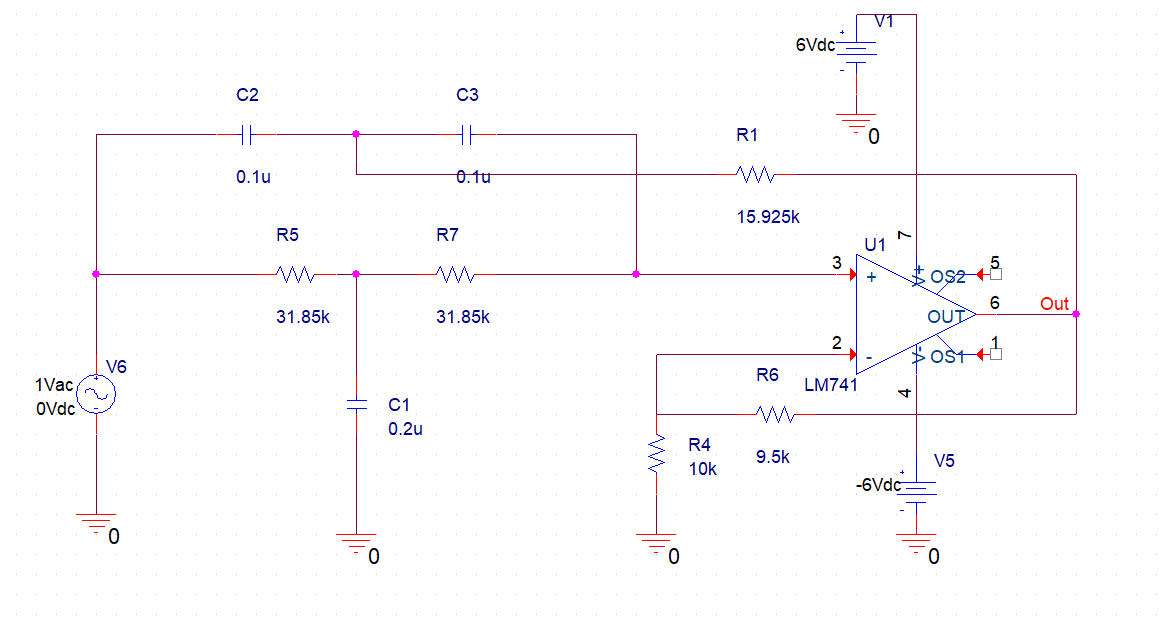 V1
6Vdc
+
-
0
C2
C3
0.1u
0.1u
R1
15.925k
R5
R7
31.85k
31.85k
7
U1
3
+
V+
OS2
5
OUT
6
Out
2
-
V-
OS1
1
LM741
4
V6
1Vac
0Vdc
+
-
C1
0.2u
R6
9.5k
R4
10k
V5
-6Vdc
+
-
0
0
0
0